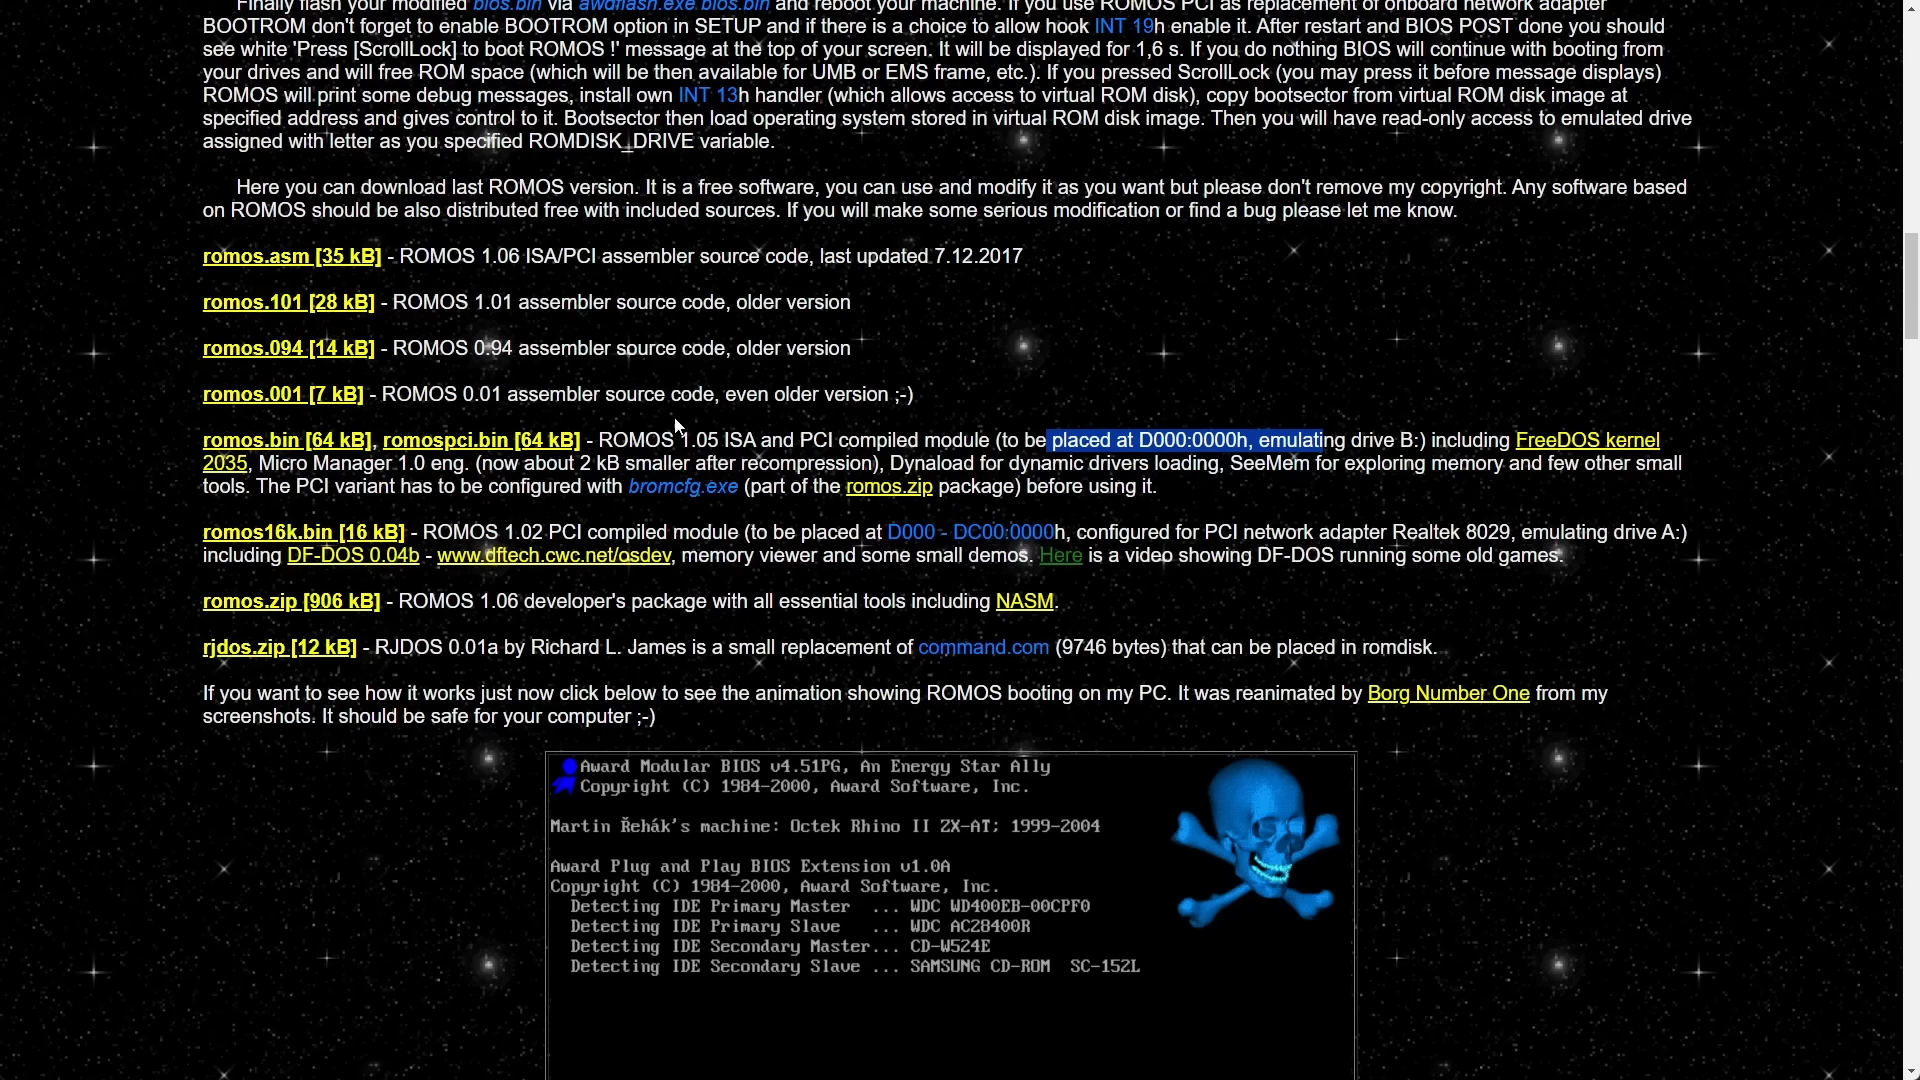 Finally flash your modified bios.bin via awdflash.exe bios.bin and reboot your machine. If you use ROMOS PCI as replacement of onboard network adapter
BOOTROM don't forget to enable BOOTROM option in SETUP and if there is a choice to allow hook INT 19h enable it. After restart and BIOS POST done you should
see white 'Press [ScrollLock] to boot ROMOS !' message at the top of your screen. It will be displayed for 1,6 s. If you do nothing BIOS will continue with booting from
your drives and will free ROM space (which will be then available for UMB or EMS frame, etc.). If you pressed ScrollLock (you may press it before message displays)
ROMOS will print some debug messages, install own INT 13h handler (which allows access to virtual ROM disk), copy bootsector from virtual ROM disk image at
specified address and gives control to it. Bootsector then load operating system stored in virtual ROM disk image. Then you will have read-only access to emulated drive
assigned with letter as you specified ROMDISK_DRIVE variable.
Here you can download last ROMOS version. It is a free software, you can use and modify it as you want but please don't remove my copyright. Any software based
on ROMOS should be also distributed free with included sources. If you will make some serious modification or find a bug please let me know.
romos.asm [35 kB] - ROMOS 1.06 ISA/PCI assembler source code, last updated 7.12.2017
romos.101 [28 kB] - ROMOS 1.01 assembler source code, older version
romos.094 [14 kB] - ROMOS 0.94 assembler source code, older version
romos.001 [7 kB] - ROMOS 0.01 assembler source code, even older version ;-)
romos.bin [64 kB], romospci.bin [64 kB] - ROMOS 1.05 ISA and PCI compiled module (to be placed at D000:0000h, emulating drive B:) including FreeDOS kernel
2035, Micro Manager 1.0 eng. (now about 2 kB smaller after recompression), Dynaload for dynamic drivers loading, SeeMem for exploring memory and few other small
tools. The PCI variant has to be configured with bromcfg.exe (part of the romos.zip package) before using it.
romos16k.bin [16 kB] - ROMOS 1.02 PCI compiled module (to be placed at D000 - DC00:0000h, configured for PCI network adapter Realtek 8029, emulating drive A:)
including DF-DOS 0.04b - www.dftech.cwc.net/osdev, memory viewer and some small demos. Here is a video showing DF-DOS running some old games.
romos.zip [906 kB] - ROMOS 1.06 developer's package with all essential tools including NASM.
rjdos.zip [12 kB] - RJDOS 0.01a by Richard L. James is a small replacement of command.com (9746 bytes) that can be placed in romdisk.
If you want to see how it works just now click below to see the animation showing ROMOS booting on my PC. It was reanimated by Borg Number One from my
screenshots. It should be safe for your computer ;-)
Award Modular BIOS v4.51PG, An Energy Star Ally
Copyright (C) 1984-2000, Award Software, Inc.
Martin Řehák's machine: Octek Rhino II ZX-AT; 1999-2004
Award Plug and Play BIOS Extension v1.0A
Copyright (C) 1984-2000, Award Software, Inc.
Detecting IDE Primary Master ... WDC WD400EB-00CPF0
Detecting IDE Primary Slave ... WDC AC28400R
Detecting IDE Secondary Master... CD-W524E
Detecting IDE Secondary Slave ... SAMSUNG CD-ROM SC-152L